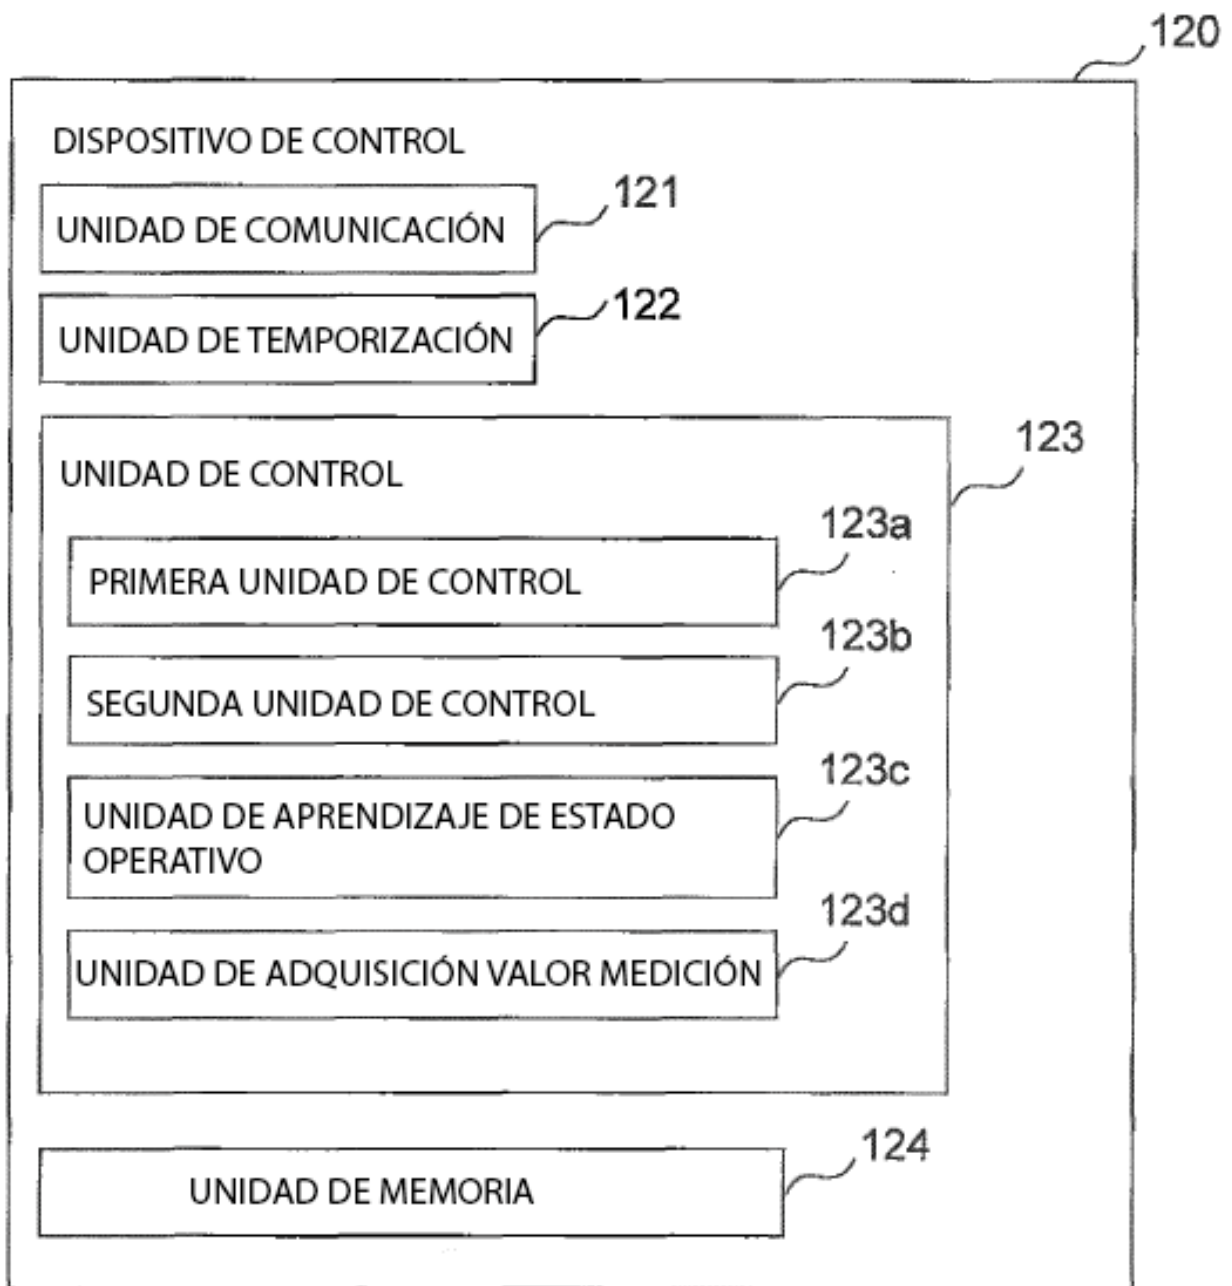 120
DISPOSITIVO DE CONTROL
121
UNIDAD DE COMUNICACIÓN
122
UNIDAD DE TEMPORIZACIÓN
123
UNIDAD DE CONTROL
123a
PRIMERA UNIDAD DE CONTROL
123b
SEGUNDA UNIDAD DE CONTROL
123c
UNIDAD DE APRENDIZAJE DE ESTADO
OPERATIVO
123d
UNIDAD DE ADQUISICIÓN VALOR MEDICIÓN
124
UNIDAD DE MEMORIA